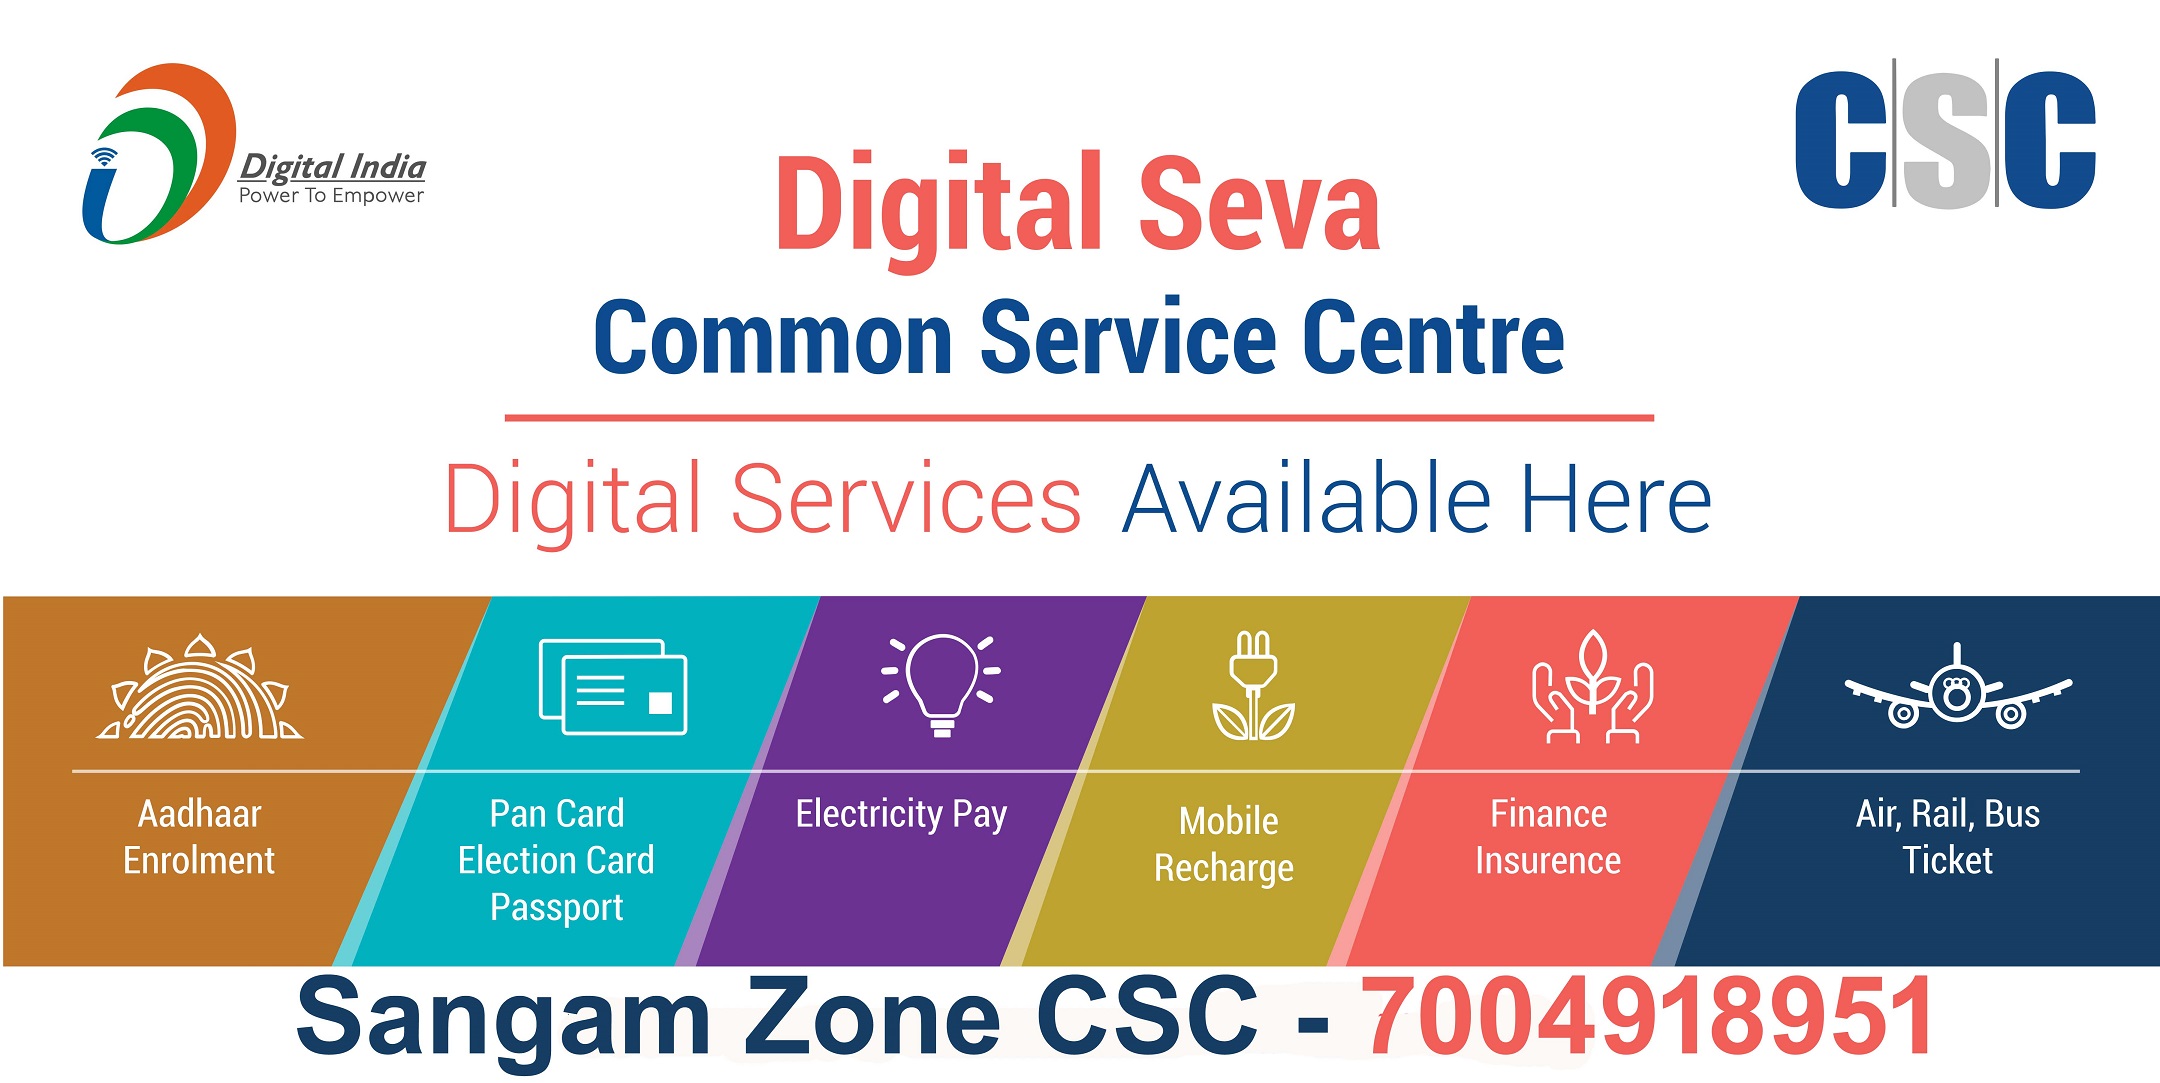 Digital India
Power To Empower
CSC
Digital Seva
Common Service Centre
Digital Services Available Here
Aadhaar
Enrolment
Pan Card
Election Card
Passport
Electricity Pay
Mobile
Recharge
Finance
Insurence
Air, Rail, Bus
Ticket
Sangam Zone CSC - 7004918951